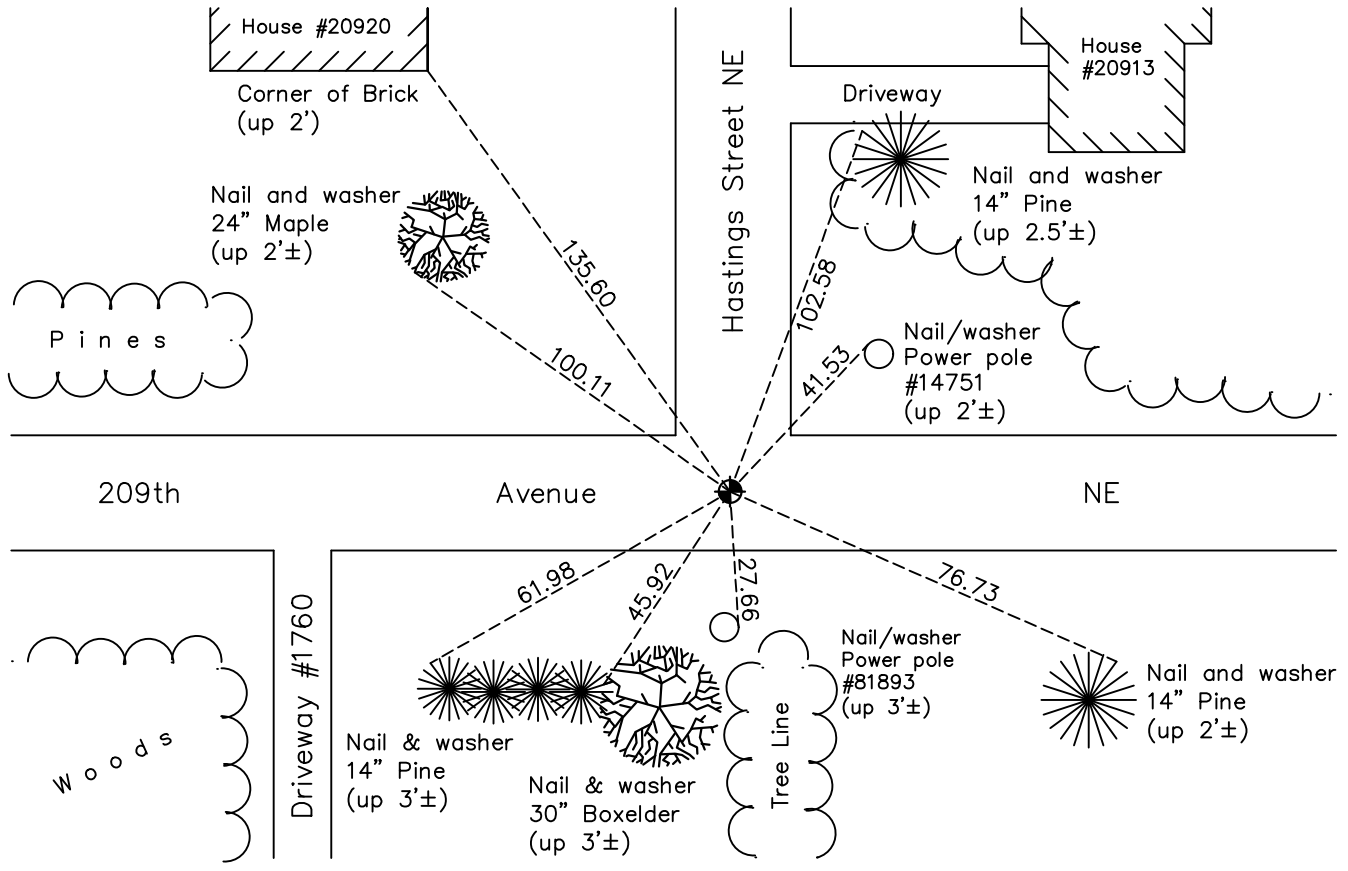 House #20920
Corner of Brick
(up 2')
Hastings Street NE
Driveway
House
#20913
Nail and washer
24" Maple
(up 2'±)
Nail and washer
14" Pine
(up 2.5'±)
135.60
102.58
Pines
100.11
41.53
Nail/washer
Power pole
#14751
(up 2'±)
209th Avenue NE
61.98
45.92
27.66
76.73
Driveway #1760
Woods
Nail & washer
14" Pine
(up 3'±)
Nail & washer
30" Boxelder
(up 3'±)
Tree Line
Nail/washer
Power pole
#81893
(up 3'±)
Nail and washer
14" Pine
(up 2'±)